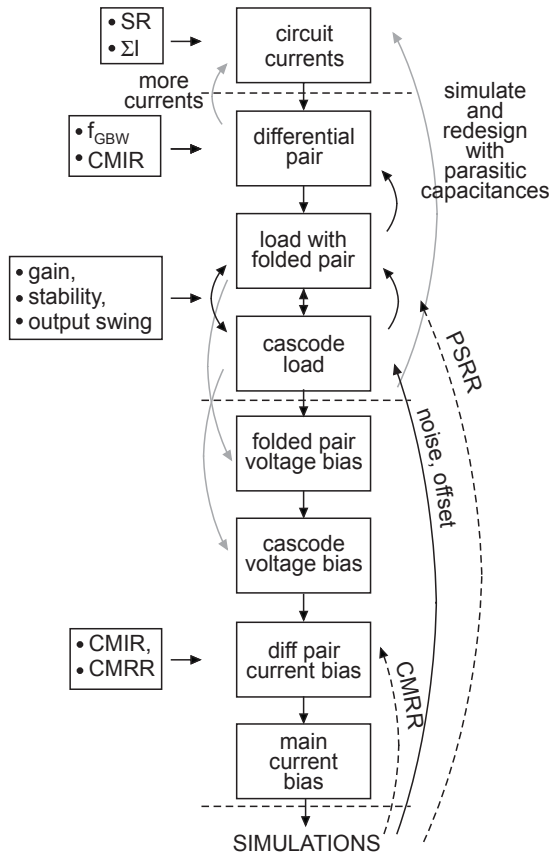 • SR
• ΣI
circuit
currents
more
currents
simulate
and
redesign
with
parasitic
capacitances
• fGBW
• CMIR
differential
pair
load with
folded pair
• gain,
• stability,
• output swing
cascode
load
PSRR
noise, offset
folded pair
voltage bias
cascode
voltage bias
• CMIR,
• CMRR
diff pair
current bias
CMRR
main
current
bias
SIMULATIONS